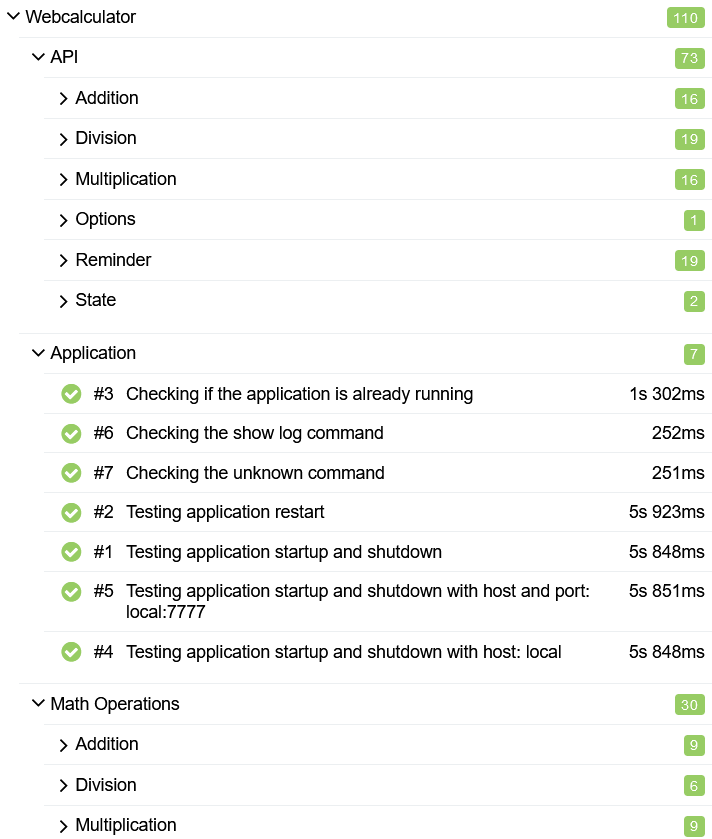 Webcalculator 110
API 73
Addition 16
Division 19
Multiplication 16
Options 1
Reminder 19
State 2
Application 7
#3 Checking if the application is already running 1s 302ms
#6 Checking the show log command 252ms
#7 Checking the unknown command 251ms
#2 Testing application restart 5s 923ms
#1 Testing application startup and shutdown 5s 848ms
#5 Testing application startup and shutdown with host and port: 5s 851ms
local:7777
#4 Testing application startup and shutdown with host: local 5s 848ms
Math Operations 30
Addition 9
Division 6
Multiplication 9